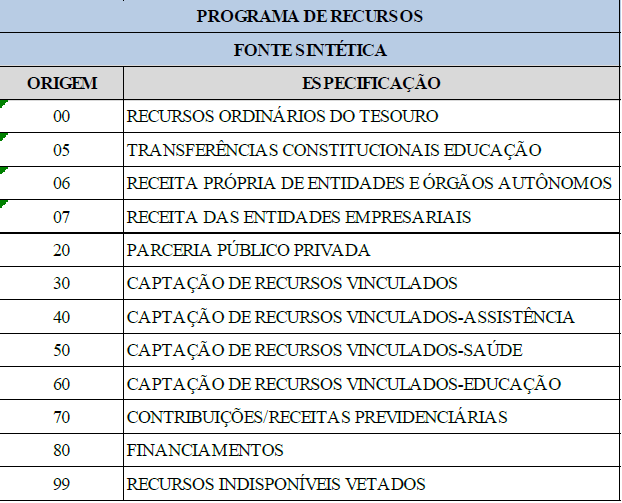 PROGRAMA DE RECURSOS
FONTE SINTÉTICA
ORIGEM ESPECIFICAÇÃO
00 RECURSOS ORDINÁRIOS DO TESOURO
05 TRANSFERÊNCIAS CONSTITUCIONAIS EDUCAÇÃO
06 RECEITA PRÓPRIA DE ENTIDADES E ÓRGÃOS AUTÔNOMOS
07 RECEITA DAS ENTIDADES EMPRESARIAIS
20 PARCERIA PÚBLICO PRIVADA
30 CAPTAÇÃO DE RECURSOS VINCULADOS
40 CAPTAÇÃO DE RECURSOS VINCULADOS-ASSISTÊNCIA
50 CAPTAÇÃO DE RECURSOS VINCULADOS-SAÚDE
60 CAPTAÇÃO DE RECURSOS VINCULADOS-EDUCAÇÃO
70 CONTRIBUIÇÕES/RECEITAS PREVIDENCIÁRIAS
80 FINANCIAMENTOS
99 RECURSOS INDISPONÍVEIS VETADOS